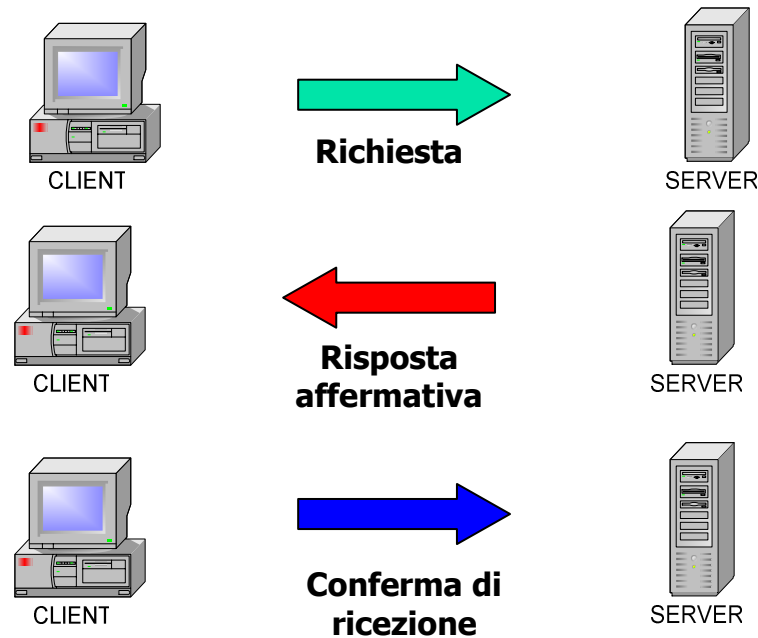 Richiesta
CLIENT
SERVER
Risposta
affermativa
CLIENT
SERVER
Conferma di
ricezione
CLIENT
SERVER